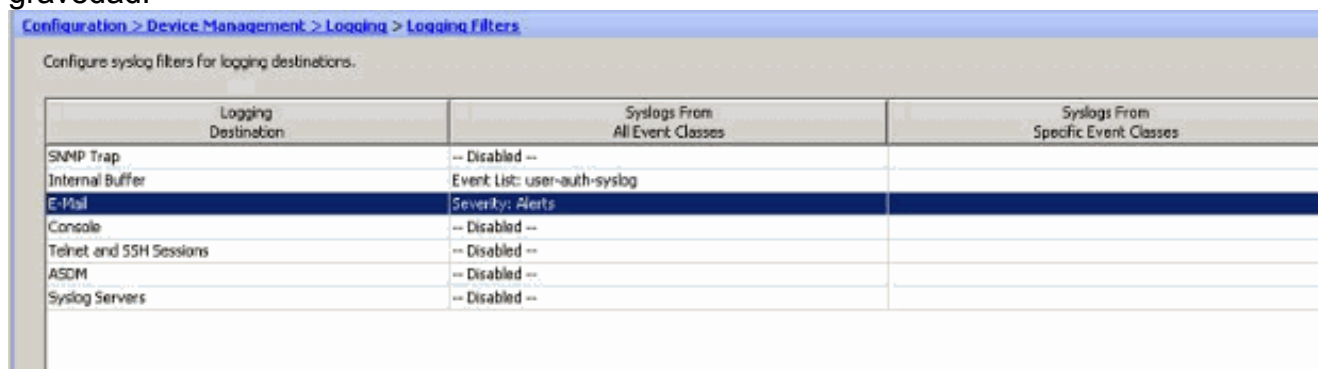 gravedad.
Configuration > Device Management > Logging > Logging Filters
Configure syslog filters for logging destinations.
Logging Destination Syslogs From All Event Classes Syslogs From Specific Event Classes
SNMP Trap -- Disabled --
Internal Buffer Event List: user-auth-syslog
E-Mail Severity: Alerts
Console -- Disabled --
Telnet and SSH Sessions -- Disabled --
ASDM -- Disabled --
Syslog Servers -- Disabled --